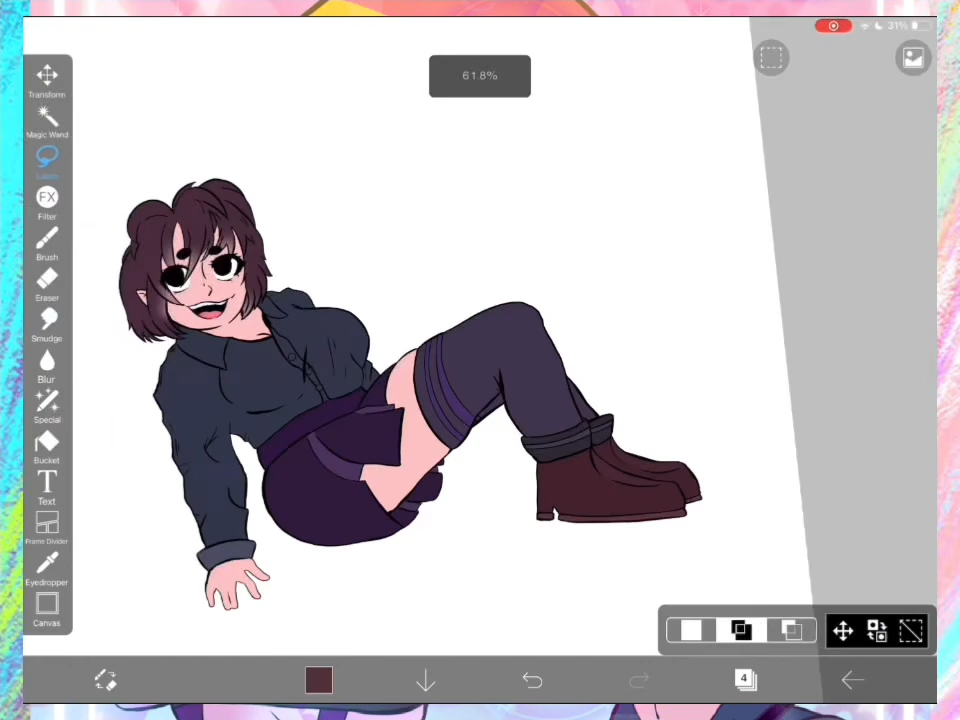 31%
61.8%
Transform
Magic Wand
Lasso
FX
Filter
Brush
Eraser
Smudge
Blur
Special
Bucket
T
Text
Frame Divider
Eyedropper
Canvas
4